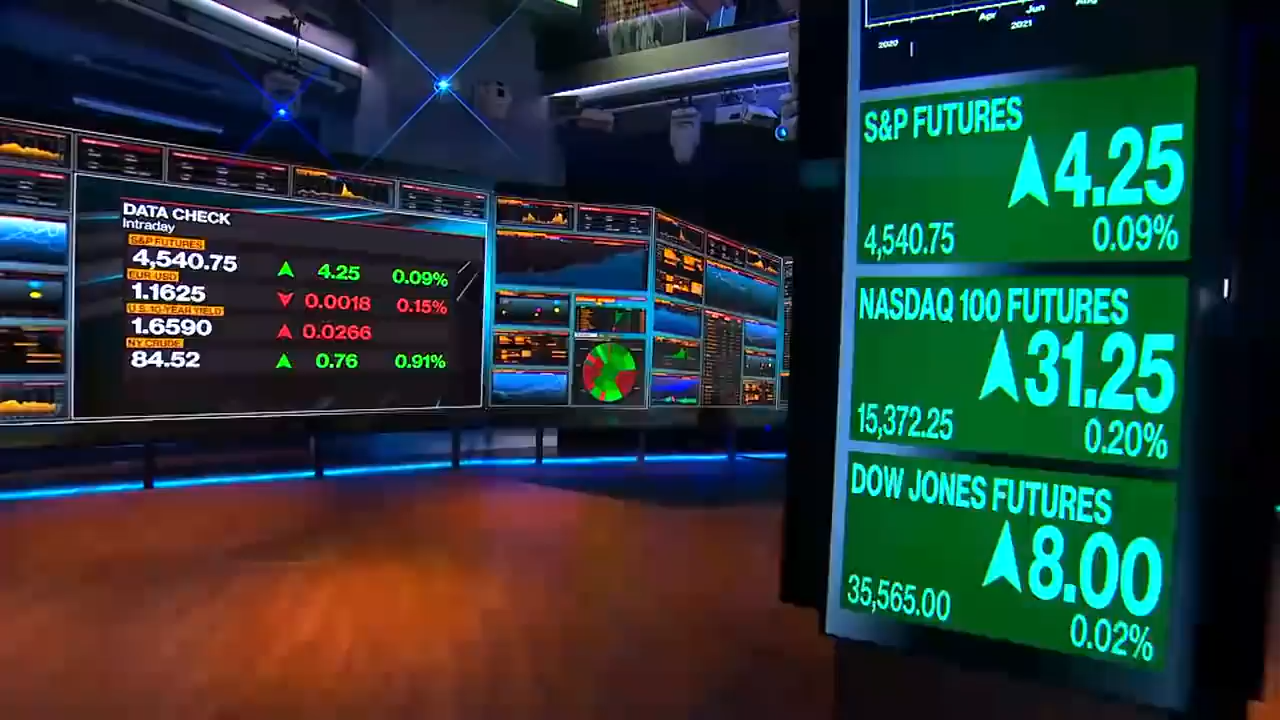 DATA CHECK
Intraday
S&P FUTURES
4,540.75 4.25 0.09%
EUR-USD
1.1625 0.0018 0.15%
U.S. 10-YEAR YIELD
1.6590 0.0266
NY CRUDE
84.52 0.76 0.91%
Apr Jun Aug
2020 2021
S&P FUTURES
4.25
4,540.75 0.09%
NASDAQ 100 FUTURES
31.25
15,372.25 0.20%
DOW JONES FUTURES
8.00
35,565.00 0.02%